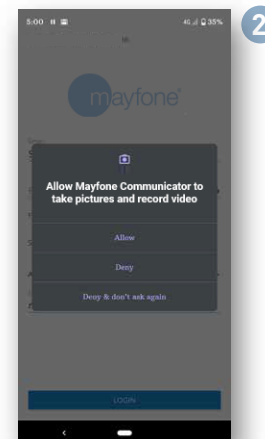 5:00
4G 35%
2
mayfone
Allow Mayfone Communicator to
take pictures and record video
Allow
Deny
Deny & don't ask again
LOGIN